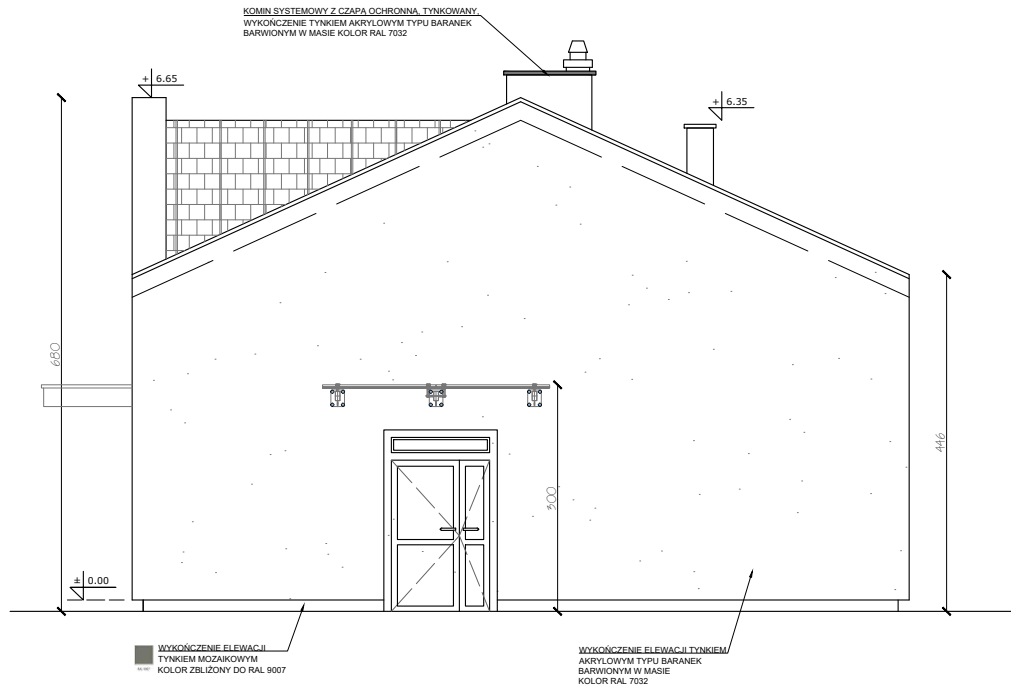 KOMIN SYSTEMOWY Z CZAPĄ OCHRONNĄ, TYNKOWANY,
WYKOŃCZENIE TYNKIEM AKRYLOWYM TYPU BARANEK
BARWIONYM W MASIE KOLOR RAL 7032
+ 6.65
+ 6.35
680
446
300
± 0.00
WYKOŃCZENIE ELEWACJI
TYNKIEM MOZAIKOWYM
KOLOR ZBLIŻONY DO RAL 9007
WYKOŃCZENIE ELEWACJI TYNKIEM
AKRYLOWYM TYPU BARANEK
BARWIONYM W MASIE
KOLOR RAL 7032